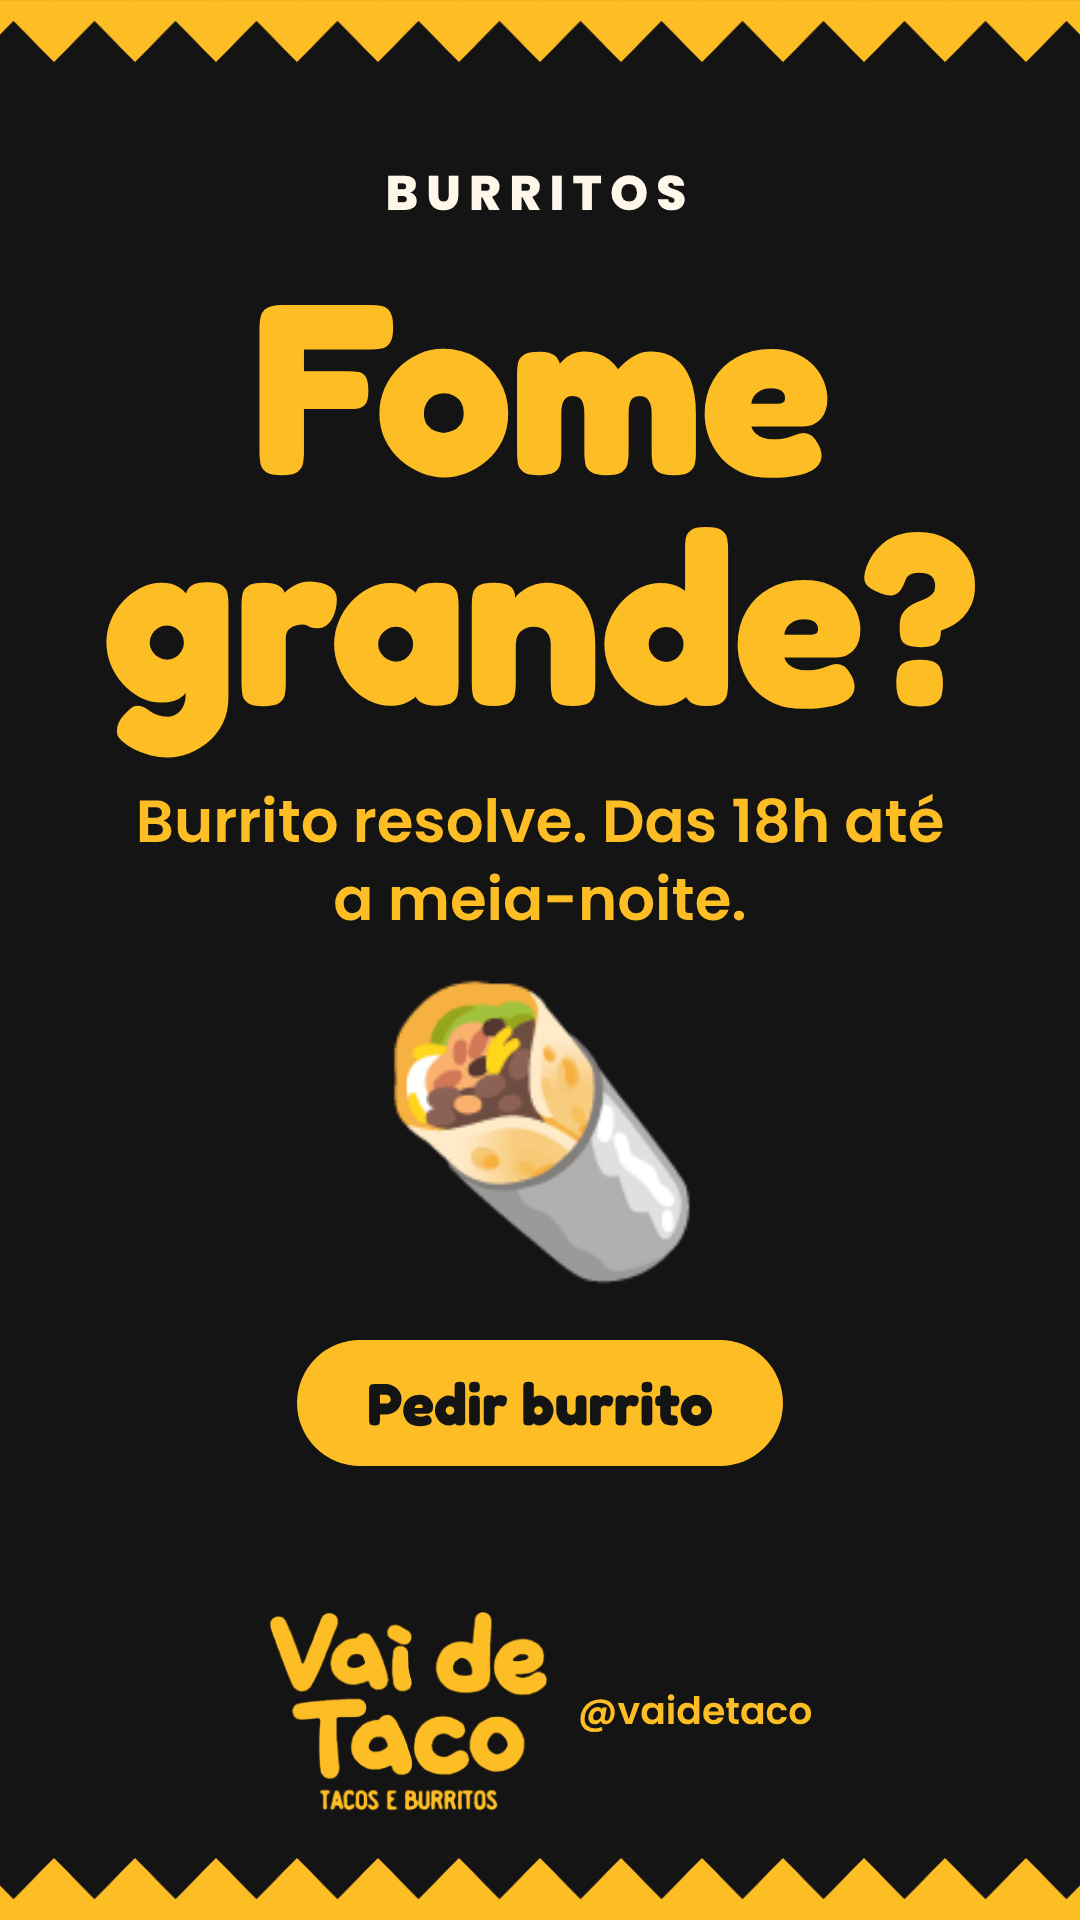 BURRITOS
Fome
grande?
Burrito resolve. Das 18h até
a meia-noite.
Pedir burrito
Vai de
Taco
TACOS E BURRITOS
@vaidetaco